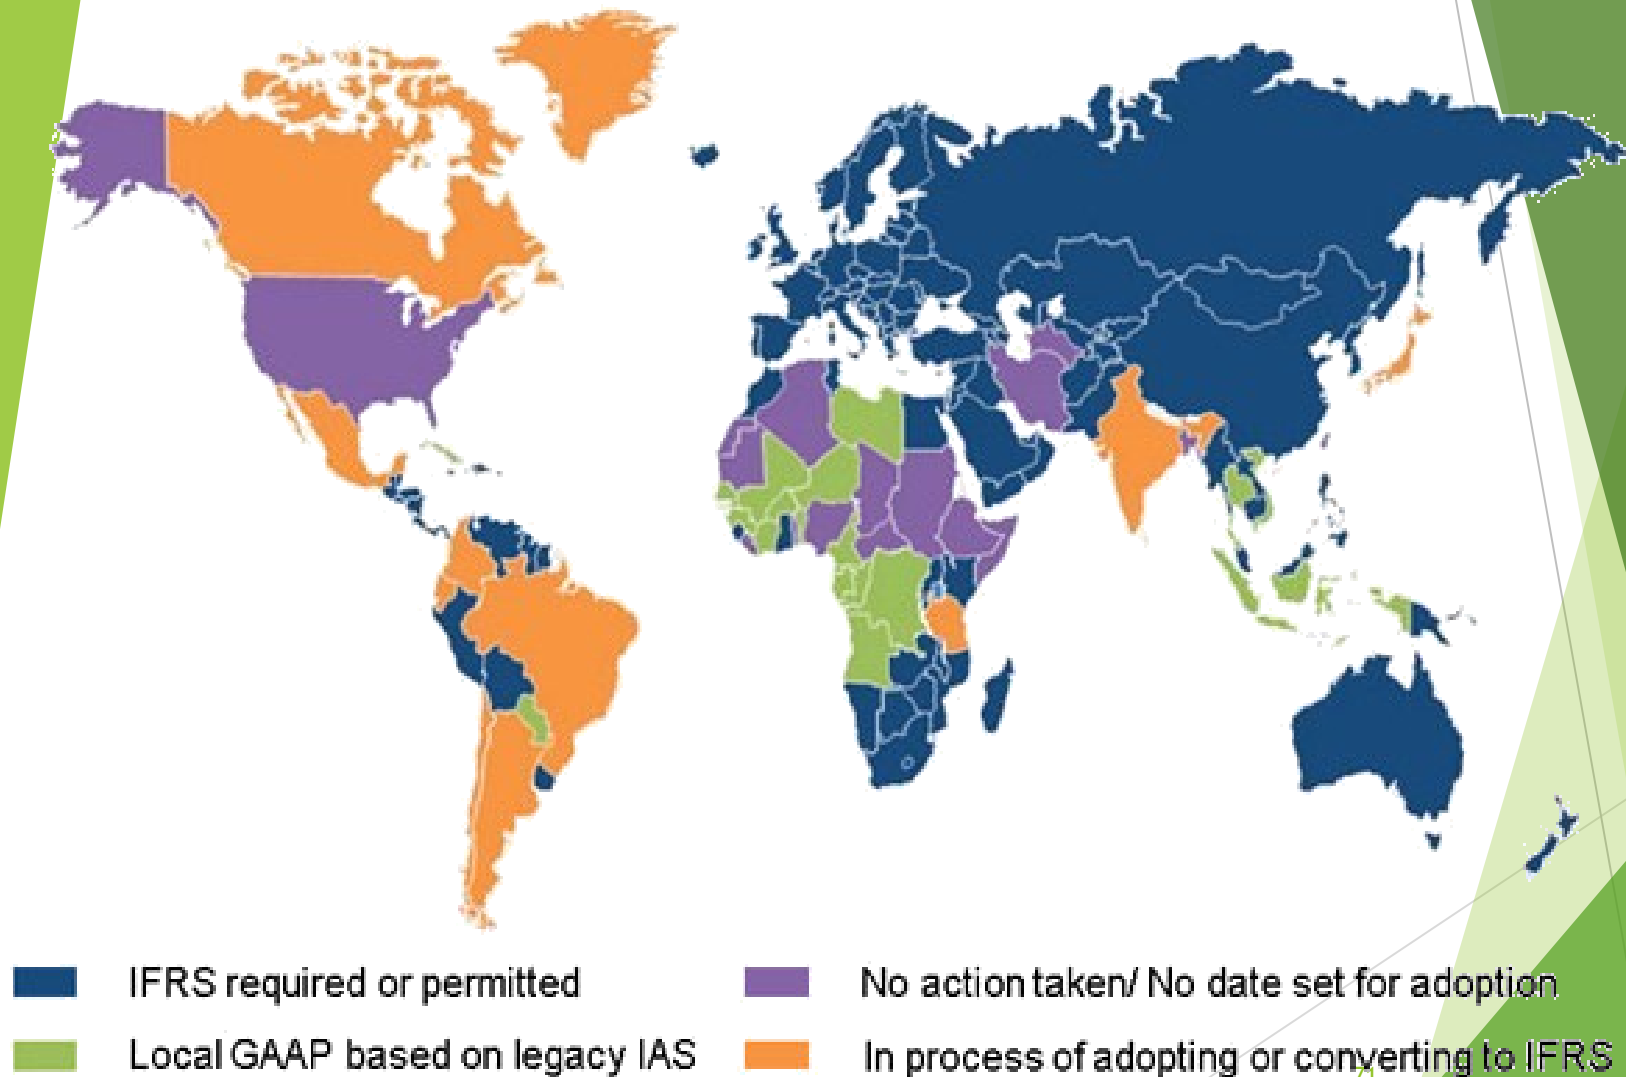 IFRS required or permitted
No action taken/ No date set for adoption
Local GAAP based on legacy IAS
In process of adopting or converting to IFRS
71